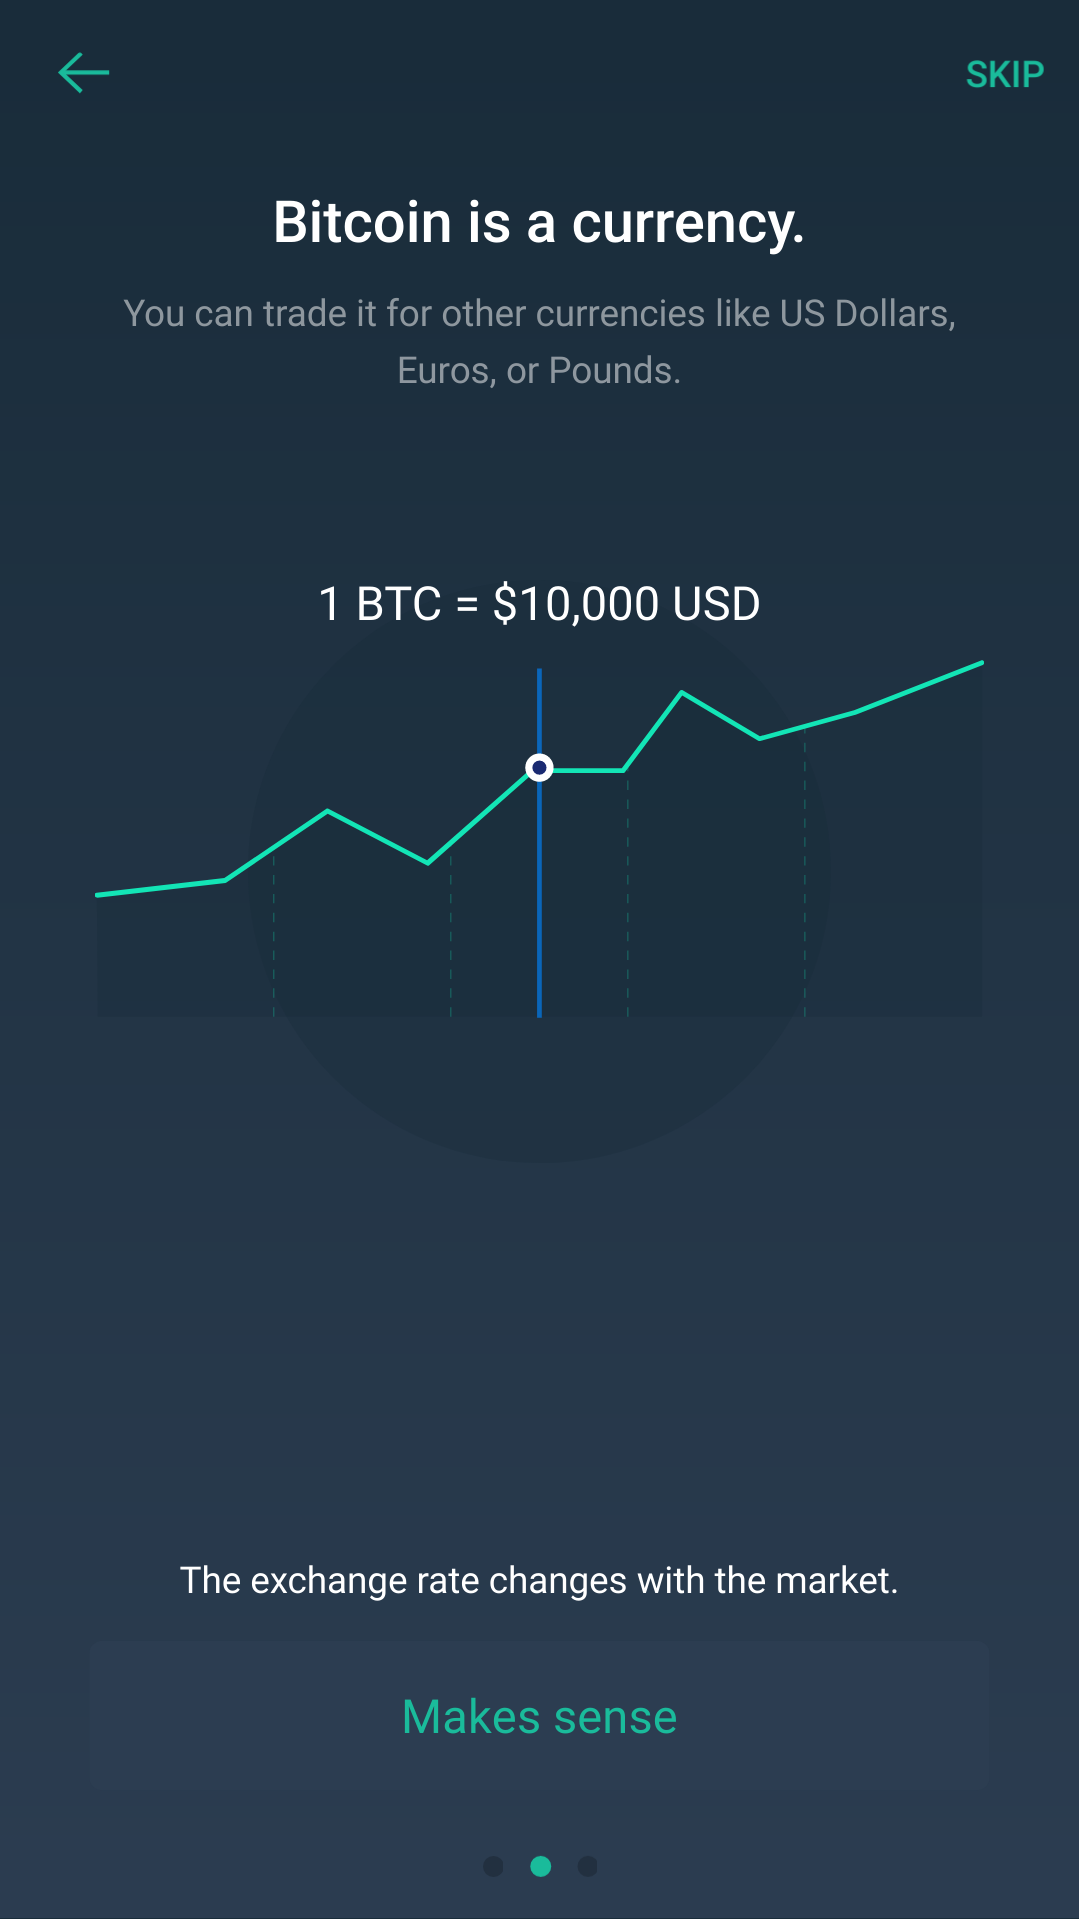 SKIP
Bitcoin is a currency.
You can trade it for other currencies like US Dollars,
Euros, or Pounds.
1 BTC = $10,000 USD
The exchange rate changes with the market.
Makes sense